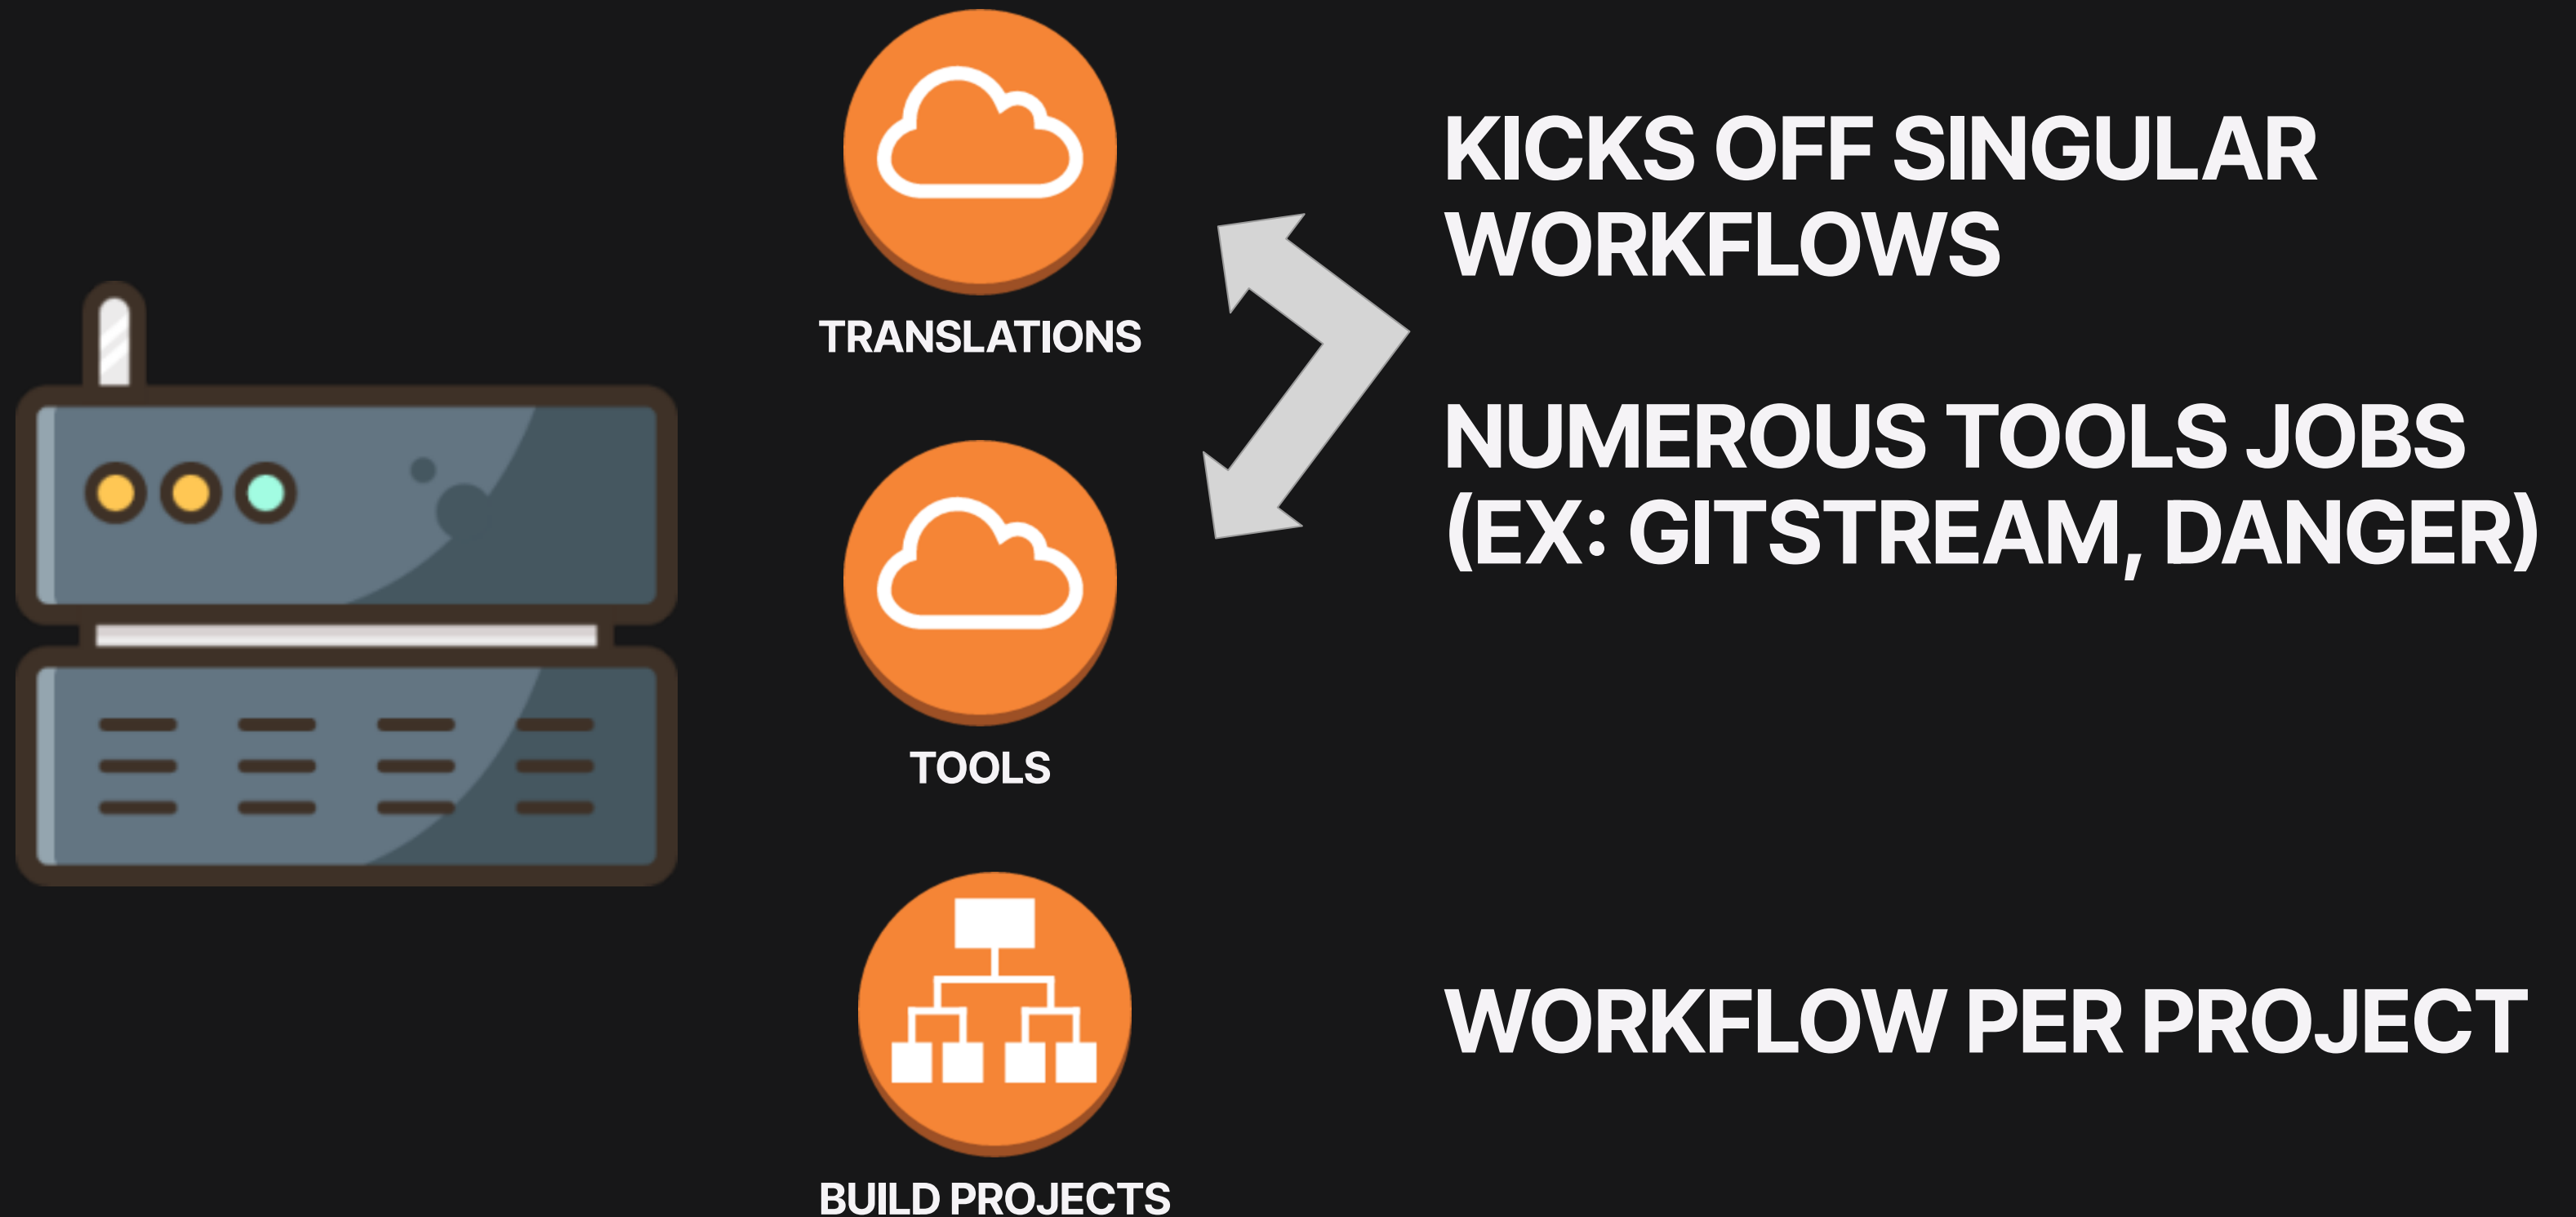 TRANSLATIONS
KICKS OFF SINGULAR
WORKFLOWS
TOOLS
NUMEROUS TOOLS JOBS
(EX: GITSTREAM, DANGER)
BUILD PROJECTS
WORKFLOW PER PROJECT